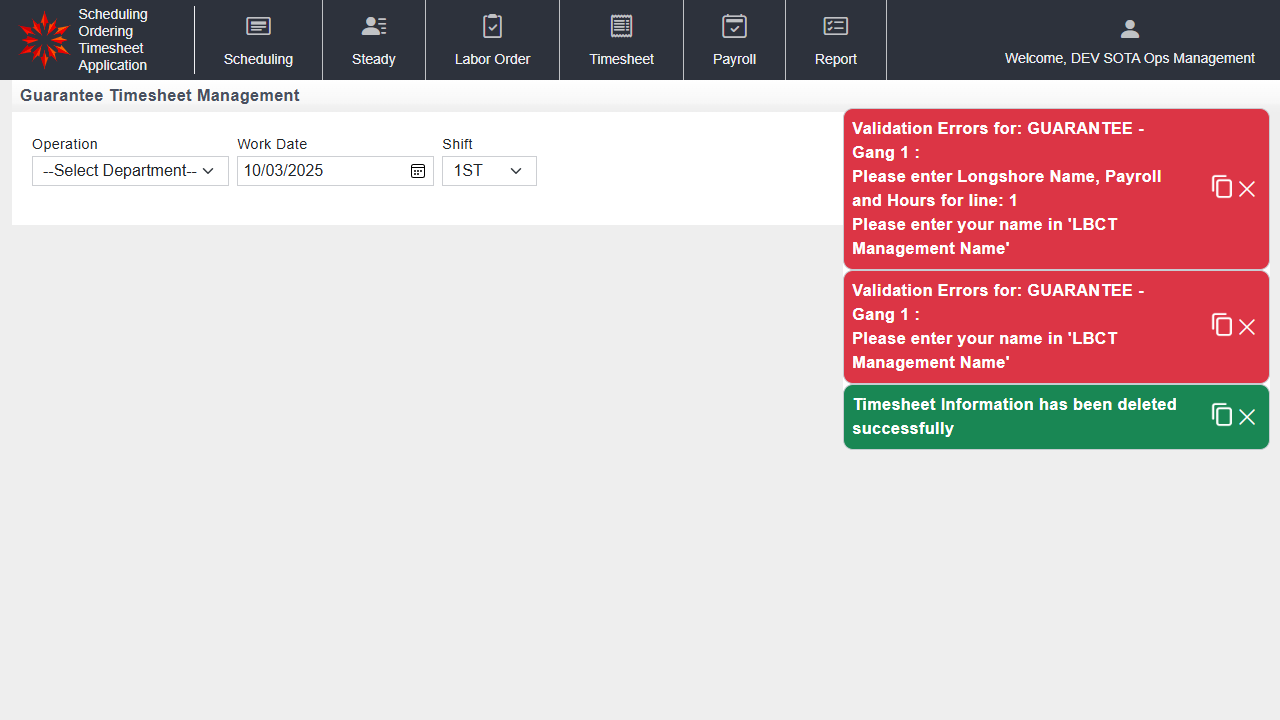 Scheduling
Ordering
Timesheet
Application
Scheduling
Steady
Labor Order
Timesheet
Payroll
Report
Welcome, DEV SOTA Ops Management
Guarantee Timesheet Management
Operation
Work Date
Shift
--Select Department--
10/03/2025
1ST
Validation Errors for: GUARANTEE -
Gang 1 :
Please enter Longshore Name, Payroll
and Hours for line: 1
Please enter your name in 'LBCT
Management Name'
Validation Errors for: GUARANTEE -
Gang 1 :
Please enter your name in 'LBCT
Management Name'
Timesheet Information has been deleted
successfully